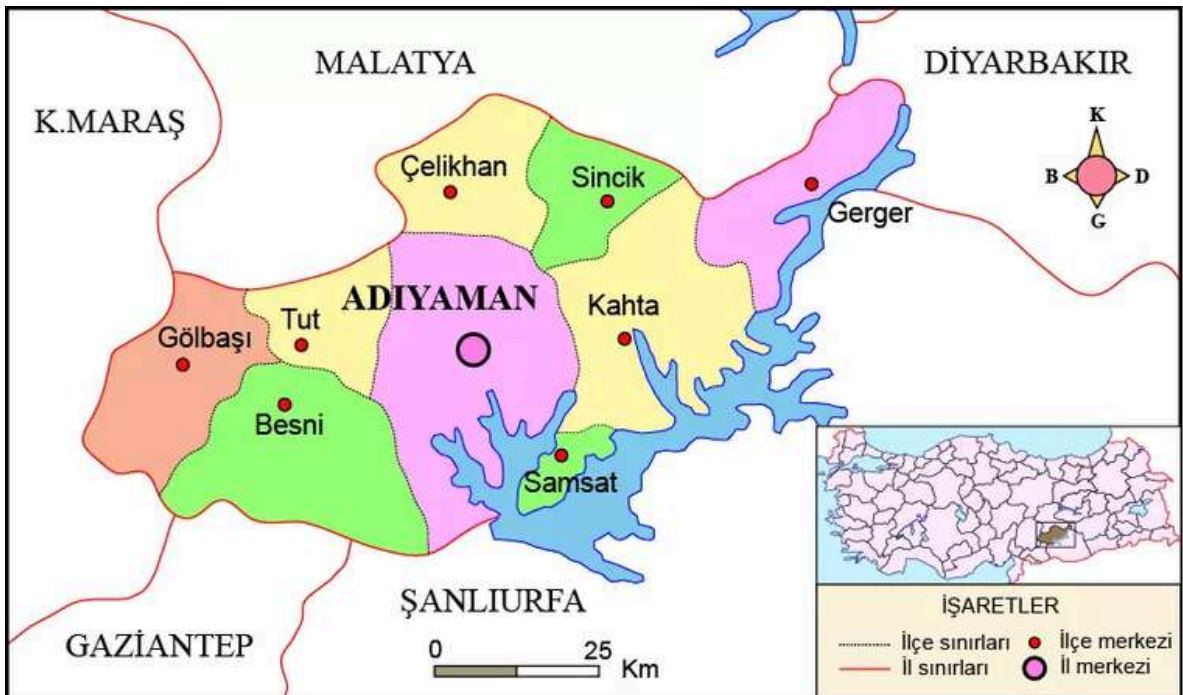 MALATYA
DİYARBAKIR
K.MARAŞ
K
B
D
G
Çelikhan
Sincik
Gerger
ADIYAMAN
Tut
Kahta
Gölbaşı
Besni
Samsat
ŞANLIURFA
GAZİANTEP
0
25
Km
İŞARETLER
İlçe sınırları
İlçe merkezi
İl sınırları
İl merkezi